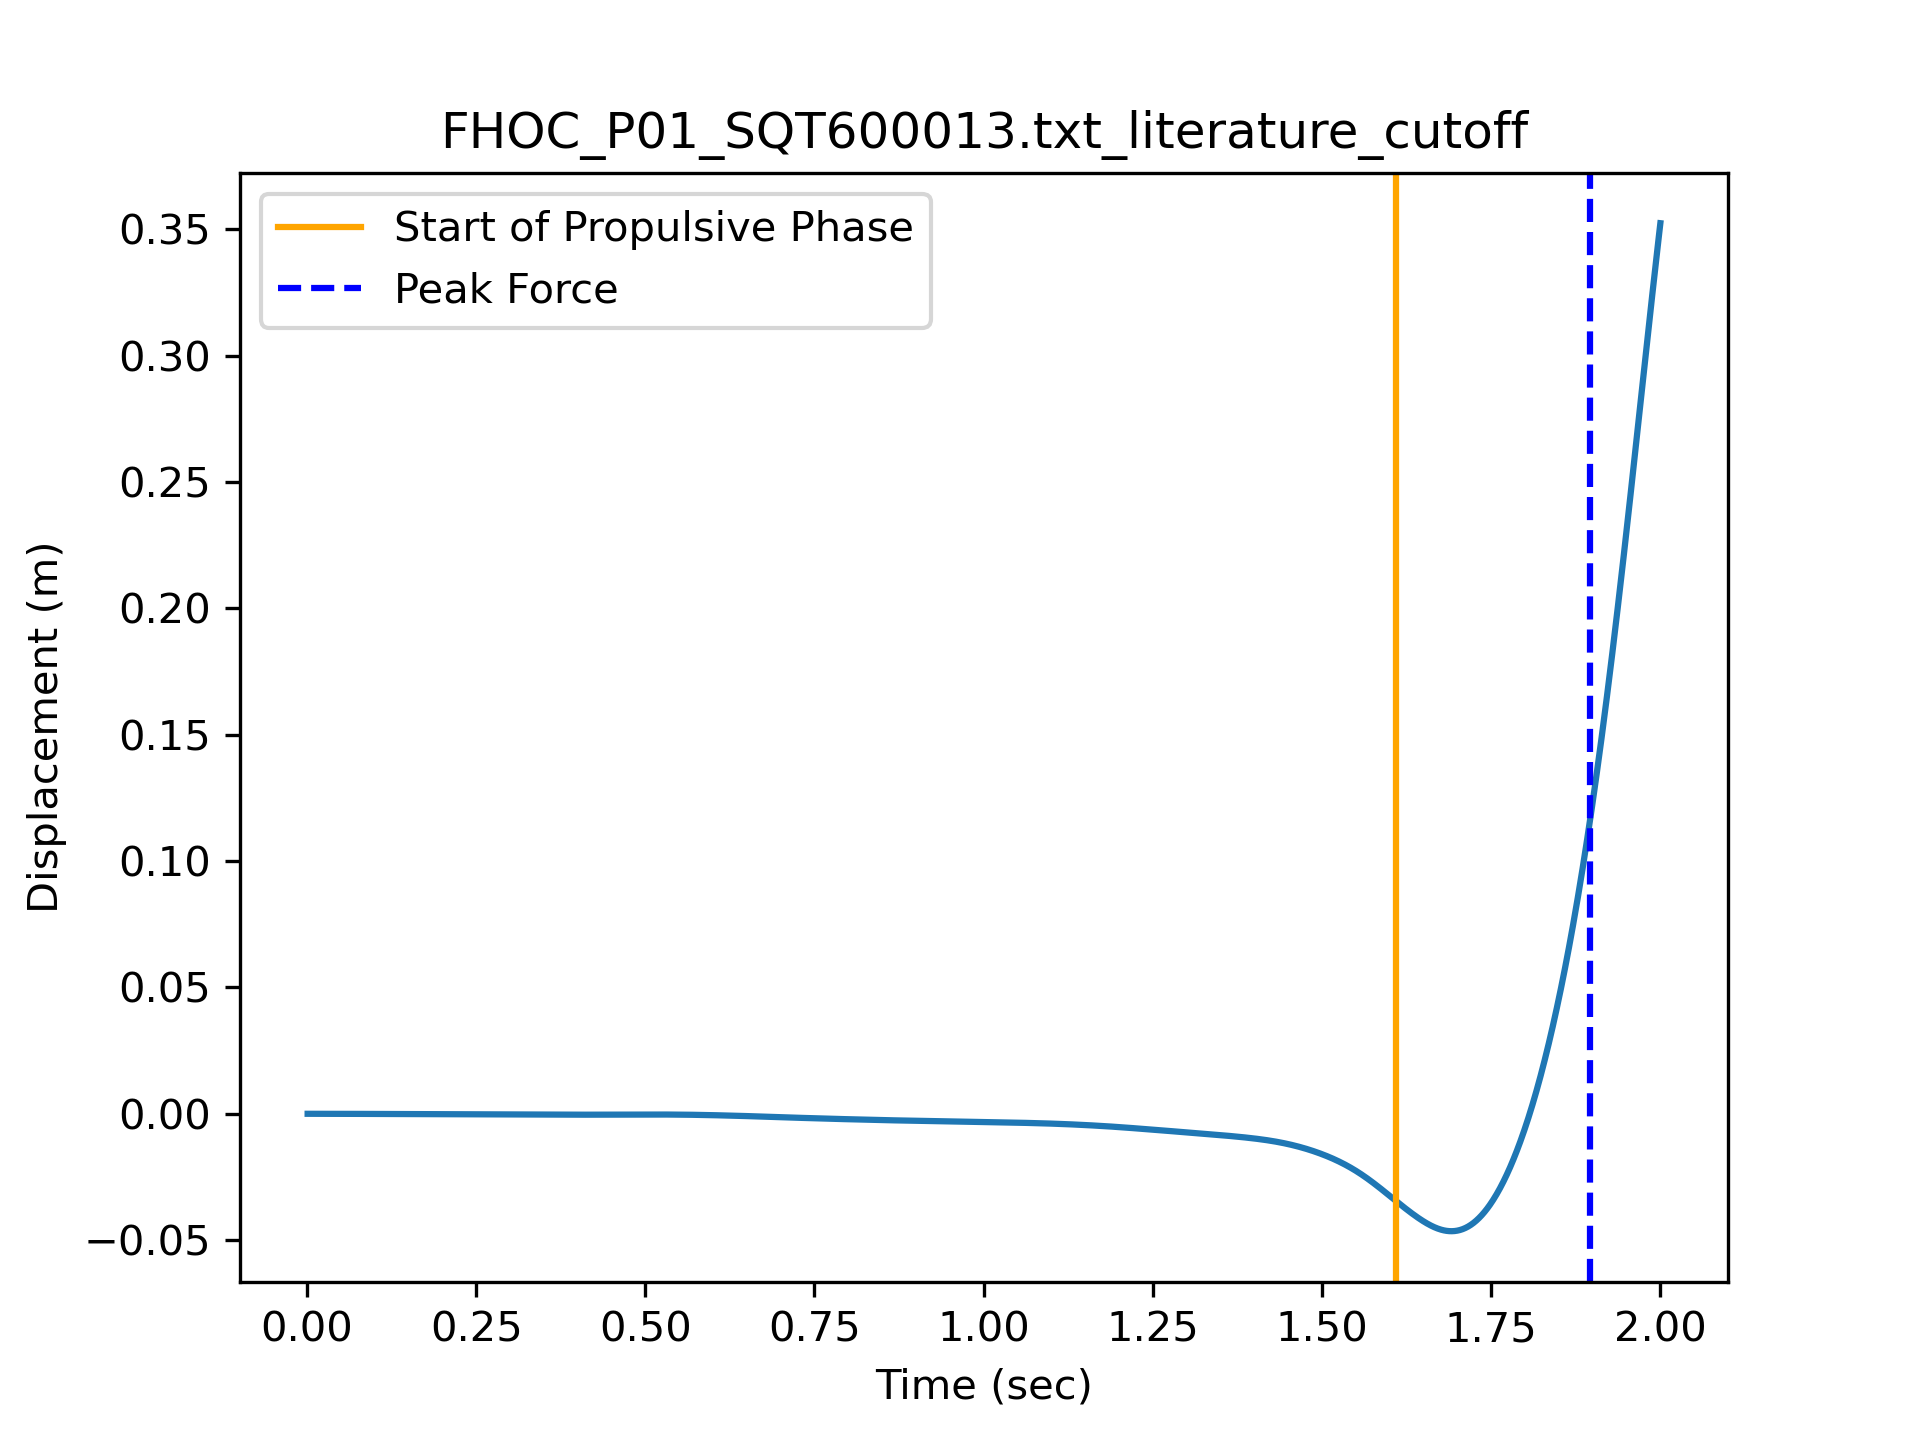 FHOC_P01_SQT600013.txt_literature_cutoff
Start of Propulsive Phase
Peak Force
Displacement (m)
0.35
0.30
0.25
0.20
0.15
0.10
0.05
0.00
−0.05
0.00 0.25 0.50 0.75 1.00 1.25 1.50 1.75 2.00
Time (sec)